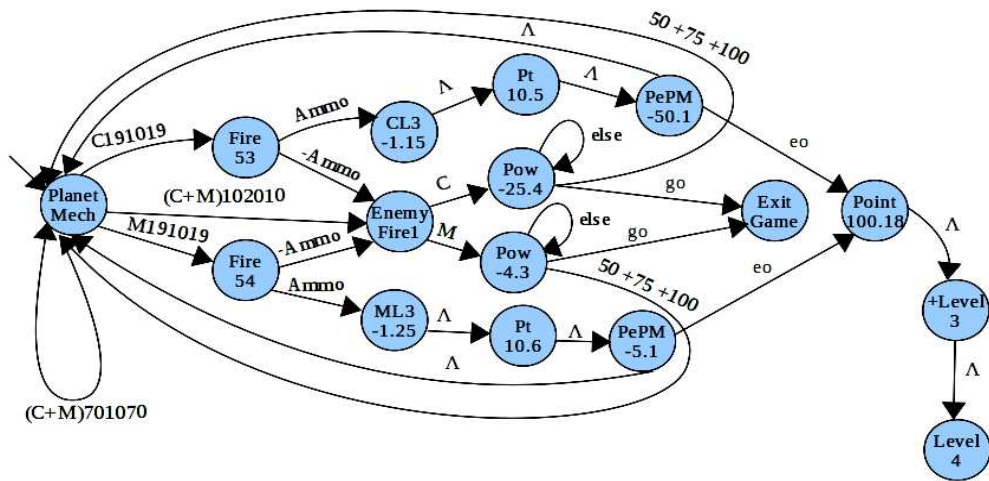 50 +75 +100
Λ
Pt
10.5
Λ
Λ
PePM
-50.1
Ammo
CL3
-1.15
C191019
Fire
53
else
-Ammo
Pow
-25.4
eo
C
go
Planet
Mech
(C+M)102010
Enemy
Fire1
Exit
Game
Point
100.18
M191019
-Ammo
M
else
Λ
Fire
54
Pow
-4.3
go
eo
50 +75 +100
Ammo
ML3
-1.25
Λ
Pt
10.6
Λ
PePM
-5.1
+Level
3
Λ
Λ
(C+M)701070
Level
4